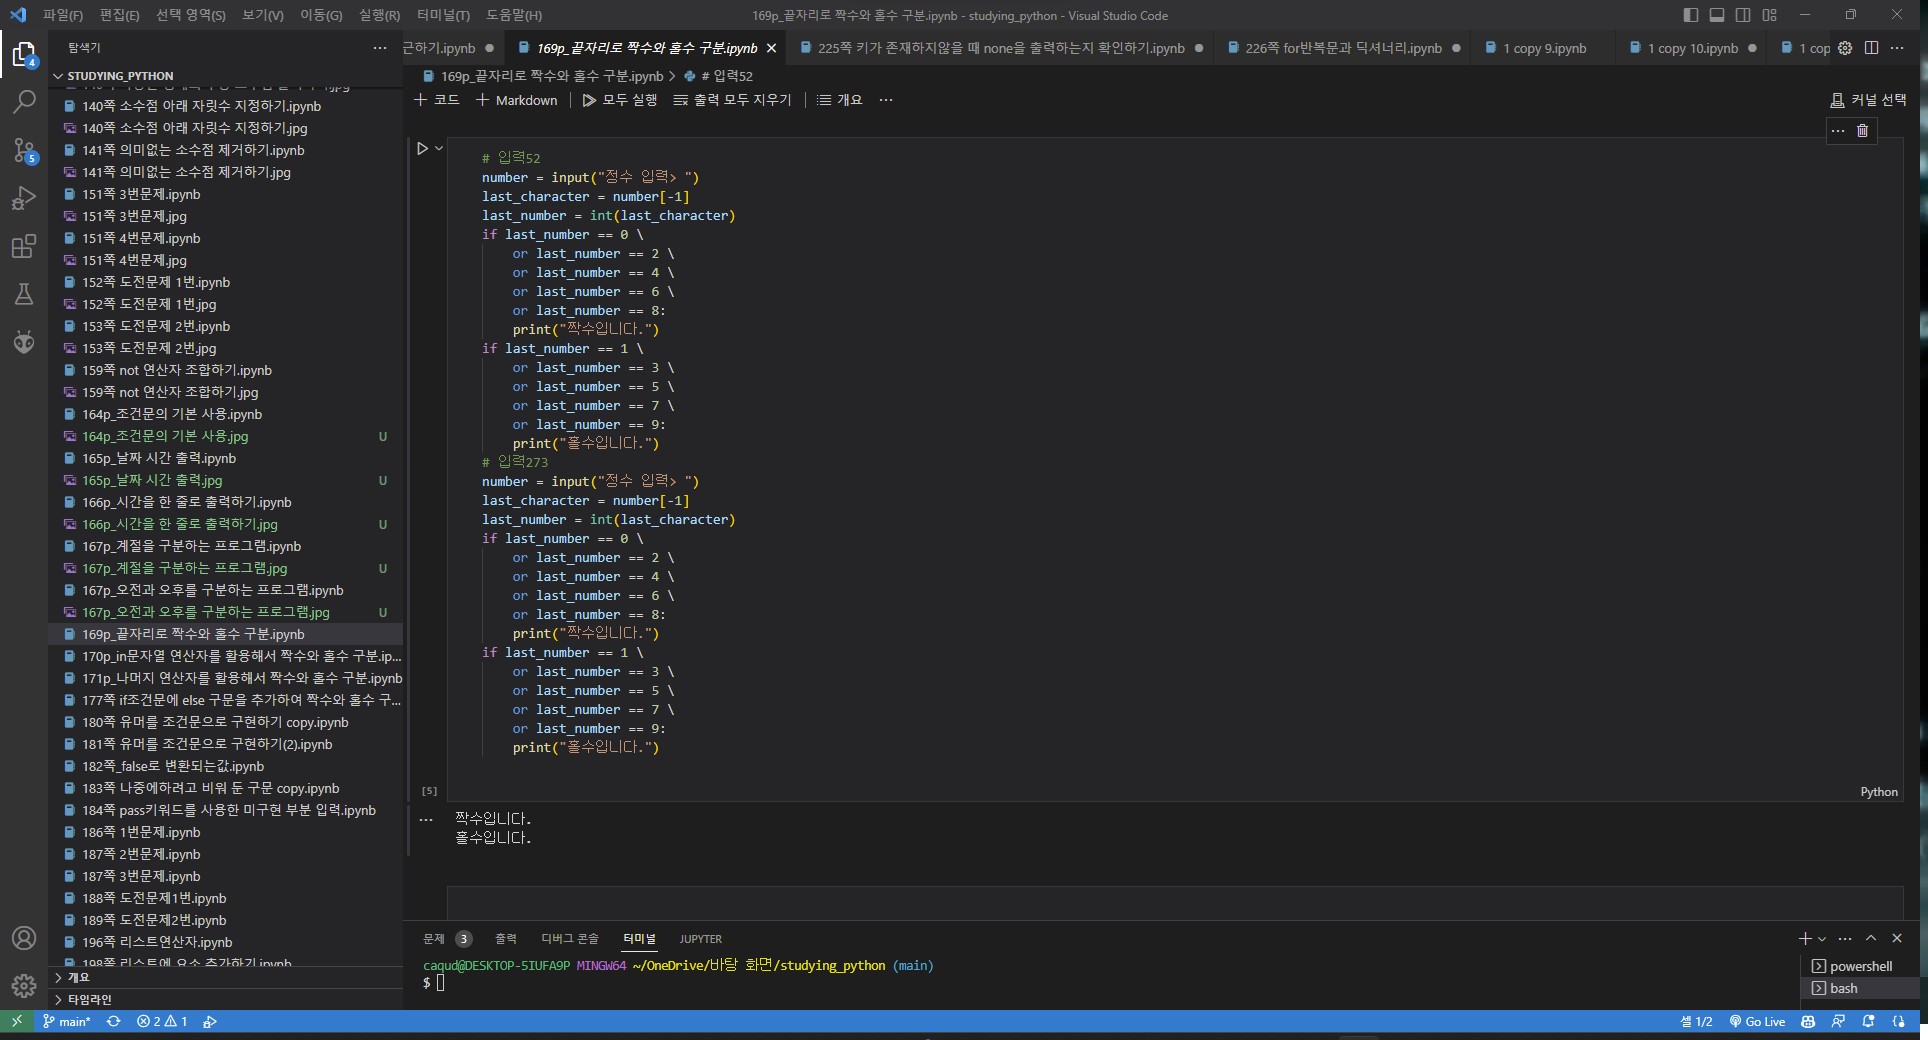 파일(F) 편집(E) 선택 영역(S) 보기(V) 이동(G) 실행(R) 터미널(T) 도움말(H) 169p_끝자리로 짝수와 홀수 구분.ipynb - studying_python - Visual Studio Code
탐색기
근하기.ipynb 169p_끝자리로 짝수와 홀수 구분.ipynb 225쪽 키가 존재하지않을 때 none을 출력하는지 확인하기.ipynb 226쪽 for반복문과 딕셔너리.ipynb 1 copy 9.ipynb 1 copy 10.ipynb 1 cop
STUDYING_PYTHON
140쪽 소수점 아래 자릿수 지정하기.ipynb
140쪽 소수점 아래 자릿수 지정하기.jpg
141쪽 의미없는 소수점 제거하기.ipynb
141쪽 의미없는 소수점 제거하기.jpg
151쪽 3번문제.ipynb
151쪽 3번문제.jpg
151쪽 4번문제.ipynb
151쪽 4번문제.jpg
152쪽 도전문제 1번.ipynb
152쪽 도전문제 1번.jpg
153쪽 도전문제 2번.ipynb
153쪽 도전문제 2번.jpg
159쪽 not 연산자 조합하기.ipynb
159쪽 not 연산자 조합하기.jpg
164p_조건문의 기본 사용.ipynb
164p_조건문의 기본 사용.jpg U
165p_날짜 시간 출력.ipynb
165p_날짜 시간 출력.jpg U
166p_시간을 한 줄로 출력하기.ipynb
166p_시간을 한 줄로 출력하기.jpg U
167p_계절을 구분하는 프로그램.ipynb
167p_계절을 구분하는 프로그램.jpg U
167p_오전과 오후를 구분하는 프로그램.ipynb
167p_오전과 오후를 구분하는 프로그램.jpg U
169p_끝자리로 짝수와 홀수 구분.ipynb
170p_in문자열 연산자를 활용해서 짝수와 홀수 구분.ip...
171p_나머지 연산자를 활용해서 짝수와 홀수 구분.ipynb
177쪽 if조건문에 else 구문을 추가하여 짝수와 홀수 구...
180쪽 유머를 조건문으로 구현하기 copy.ipynb
181쪽 유머를 조건문으로 구현하기(2).ipynb
182쪽_false로 변환되는값.ipynb
183쪽 나중에하려고 비워 둔 구문 copy.ipynb
184쪽 pass키워드를 사용한 미구현 부분 입력.ipynb
186쪽 1번문제.ipynb
187쪽 2번문제.ipynb
187쪽 3번문제.ipynb
188쪽 도전문제1번.ipynb
189쪽 도전문제2번.ipynb
196쪽 리스트연산자.ipynb
198쪽 리스트에 요소 추가하기.ipynb
개요
타임라인
169p_끝자리로 짝수와 홀수 구분.ipynb > # 입력52
코드 Markdown 모두 실행 출력 모두 지우기 개요 ... 커널 선택
# 입력52
number = input("정수 입력> ")
last_character = number[-1]
last_number = int(last_character)
if last_number == 0 \
or last_number == 2 \
or last_number == 4 \
or last_number == 6 \
or last_number == 8:
print("짝수입니다.")
if last_number == 1 \
or last_number == 3 \
or last_number == 5 \
or last_number == 7 \
or last_number == 9:
print("홀수입니다.")
# 입력273
number = input("정수 입력> ")
last_character = number[-1]
last_number = int(last_character)
if last_number == 0 \
or last_number == 2 \
or last_number == 4 \
or last_number == 6 \
or last_number == 8:
print("짝수입니다.")
if last_number == 1 \
or last_number == 3 \
or last_number == 5 \
or last_number == 7 \
or last_number == 9:
print("홀수입니다.")
[5] Python
짝수입니다.
홀수입니다.
문제 3 출력 디버그 콘솔 터미널 JUPYTER
caqud@DESKTOP-5IUFA9P MINGW64 ~/OneDrive/바탕 화면/studying_python (main)
$
powershell
bash
4
5
main* 2 1 셀 1/2 Go Live